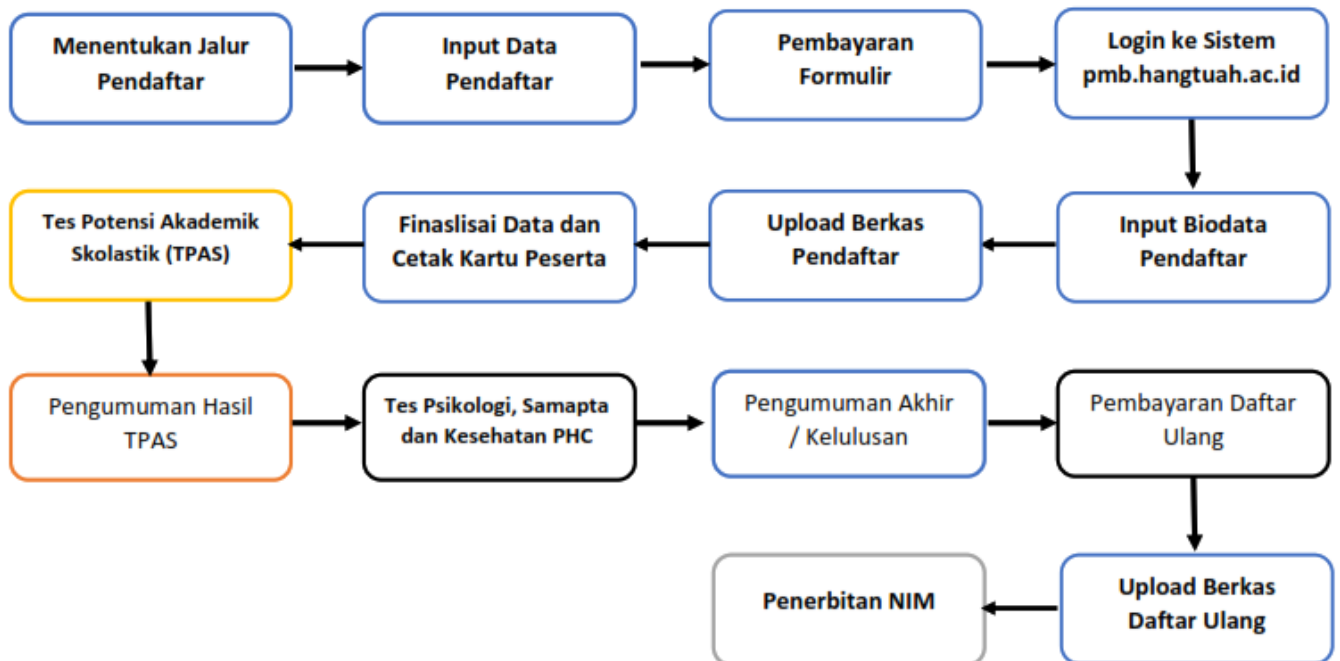 Menentukan Jalur
Pendaftar
Input Data
Pendaftar
Pembayaran
Formulir
Login ke Sistem
pmb.hangtuah.ac.id
Input Biodata
Pendaftar
Upload Berkas
Pendaftar
Finaslisai Data dan
Cetak Kartu Peserta
Tes Potensi Akademik
Skolastik (TPAS)
Pengumuman Hasil
TPAS
Tes Psikologi, Samapta
dan Kesehatan PHC
Pengumuman Akhir
/ Kelulusan
Pembayaran Daftar
Ulang
Upload Berkas
Daftar Ulang
Penerbitan NIM